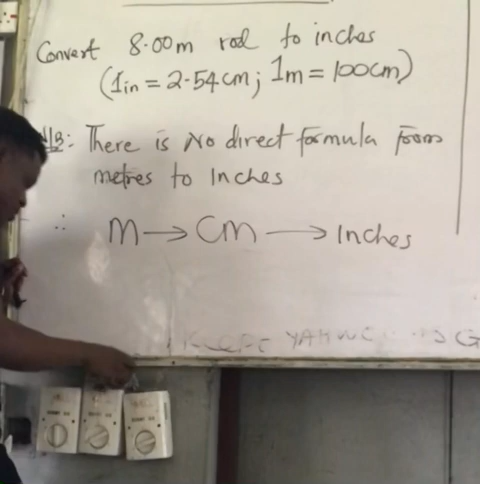 Convert 8.00m rod to inches
(1in = 2.54cm; 1m = 100cm)
N/B: There is No direct formula from
metres to Inches
∴ m → cm → Inches